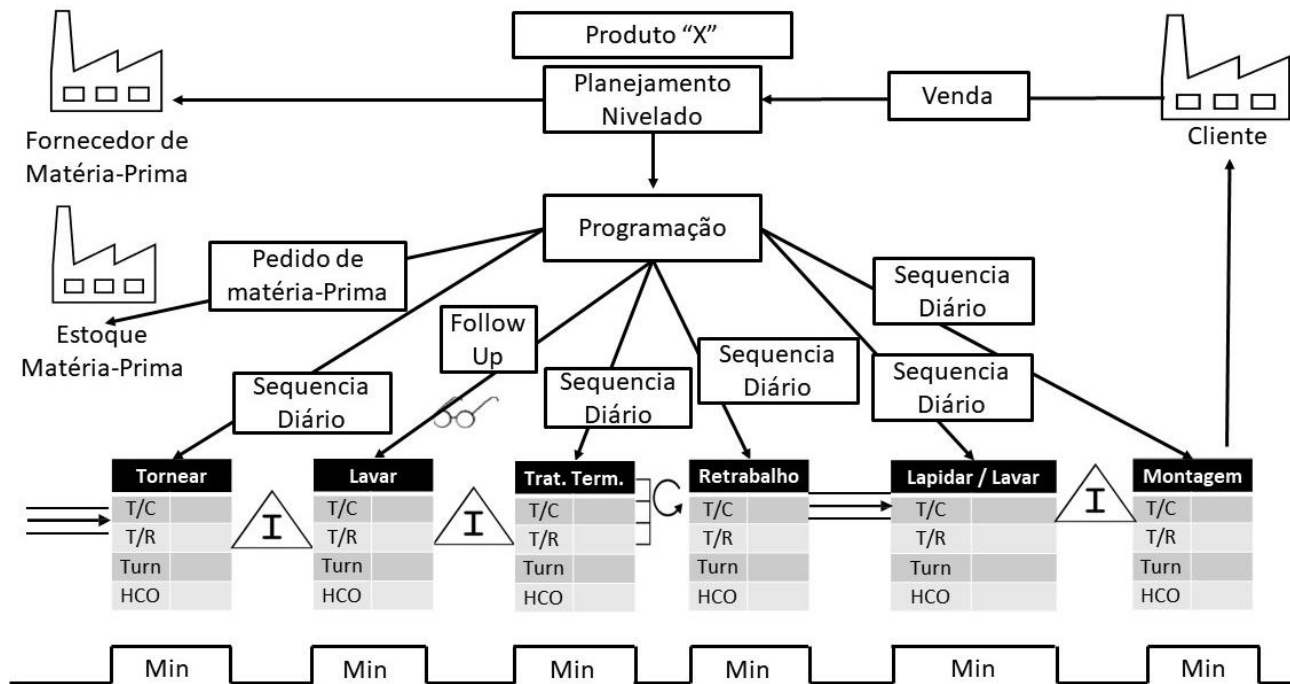 Produto “X”
Planejamento
Nivelado
Venda
Fornecedor de
Matéria-Prima
Cliente
Programação
Pedido de
matéria-Prima
Estoque
Matéria-Prima
Sequencia
Diário
Follow
Up
Sequencia
Diário
Sequencia
Diário
Sequencia
Diário
Sequencia
Diário
Tornear
T/C
T/R
Turn
HCO
I
Lavar
T/C
T/R
Turn
HCO
I
Trat. Term.
T/C
T/R
Turn
HCO
Retrabalho
T/C
T/R
Turn
HCO
Lapidar / Lavar
T/C
T/R
Turn
HCO
I
Montagem
T/C
T/R
Turn
HCO
Min
Min
Min
Min
Min
Min